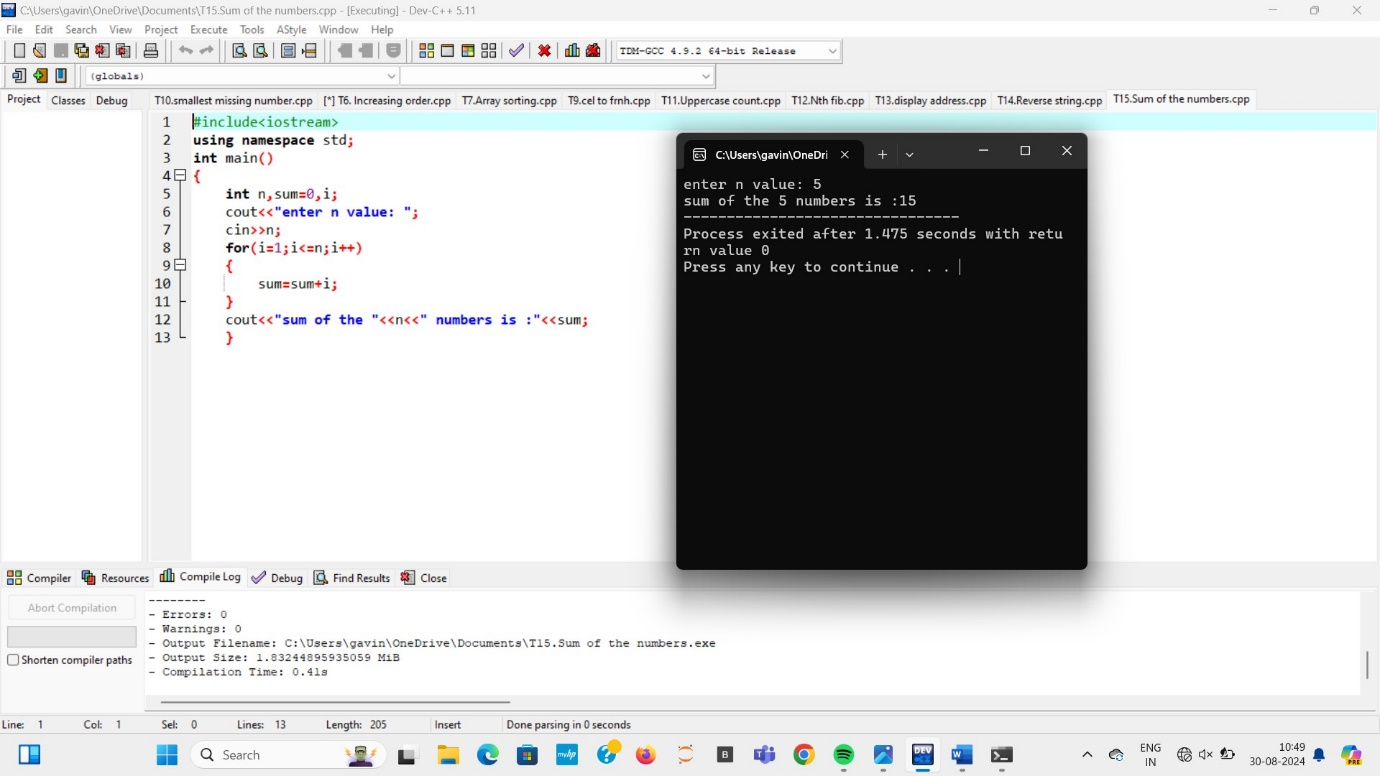 C:\Users\gavin\OneDrive\Documents\T15.Sum of the numbers.cpp - [Executing] - Dev-C++ 5.11
File Edit Search View Project Execute Tools AStyle Window Help
TDM-GCC 4.9.2 64-bit Release
(globals)
Project Classes Debug
T10.smallest missing number.cpp [*] T6. Increasing order.cpp T7.Array sorting.cpp T9.cel to frnh.cpp T11.Uppercase count.cpp T12.Nth fib.cpp T13.display address.cpp T14.Reverse string.cpp T15.Sum of the numbers.cpp
1 #include<iostream>
2 using namespace std;
3 int main()
4 {
5 int n,sum=0,i;
6 cout<<"enter n value: ";
7 cin>>n;
8 for(i=1;i<=n;i++)
9 {
10 sum=sum+i;
11 }
12 cout<<"sum of the "<<n<<" numbers is :"<<sum;
13 }
C:\Users\gavin\OneDri
enter n value: 5
sum of the 5 numbers is :15
--------------------------------
Process exited after 1.475 seconds with retu
rn value 0
Press any key to continue . . .
Compiler Resources Compile Log Debug Find Results Close
Abort Compilation
Shorten compiler paths
--------
- Errors: 0
- Warnings: 0
- Output Filename: C:\Users\gavin\OneDrive\Documents\T15.Sum of the numbers.exe
- Output Size: 1.83244895935059 MiB
- Compilation Time: 0.41s
Line: 1 Col: 1 Sel: 0 Lines: 13 Length: 205 Insert Done parsing in 0 seconds
Search
myhp
B
DEV
W
ENG
IN
10:49
30-08-2024
PRE